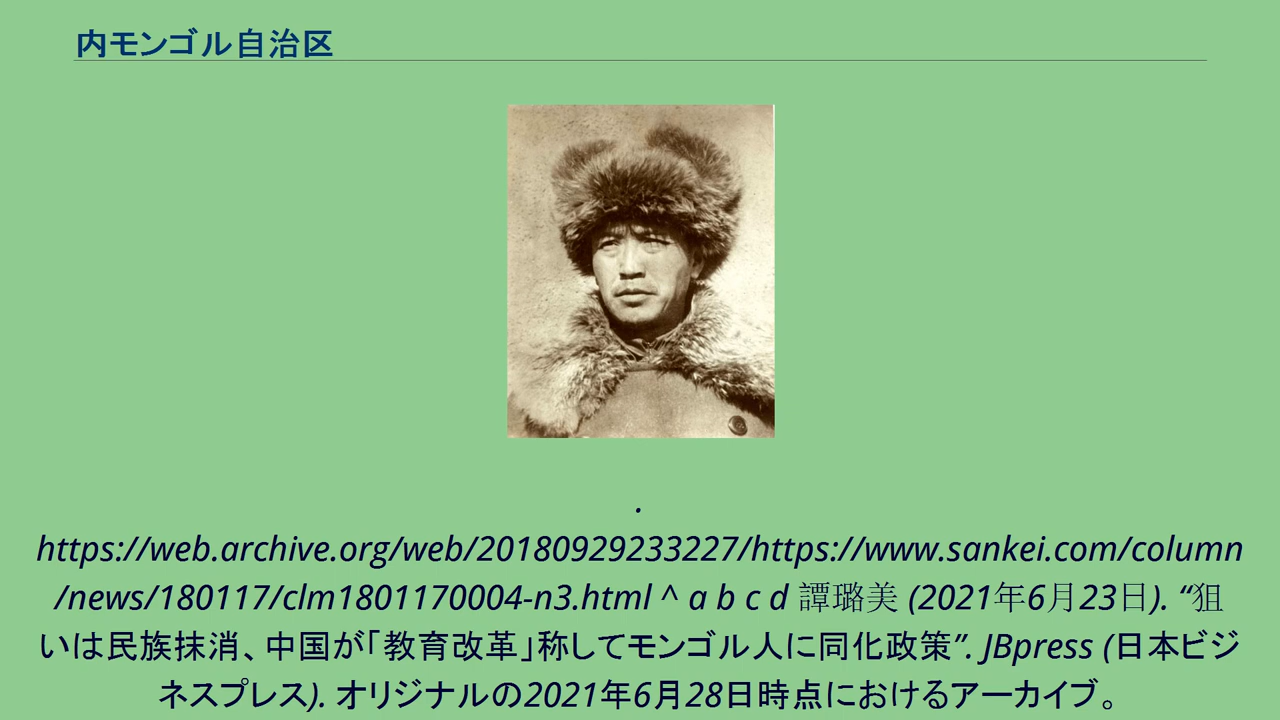 内モンゴル自治区
.
https://web.archive.org/web/20180929233227/https://www.sankei.com/column
/news/180117/clm1801170004-n3.html ^ a b c d 譚璐美 (2021年6月23日). “狙
いは民族抹消、中国が「教育改革」称してモンゴル人に同化政策”. JBpress (日本ビジ
ネスプレス). オリジナルの2021年6月28日時点におけるアーカイブ。